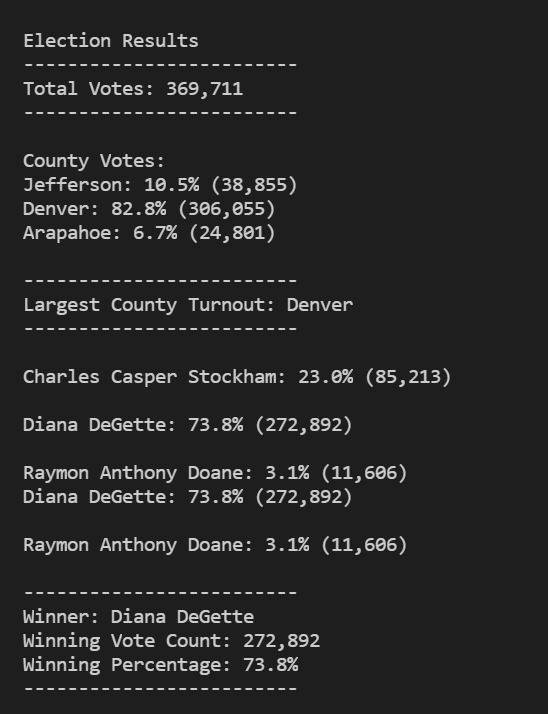 Election Results
-------------------------
Total Votes: 369,711
-------------------------
County Votes:
Jefferson: 10.5% (38,855)
Denver: 82.8% (306,055)
Arapahoe: 6.7% (24,801)
-------------------------
Largest County Turnout: Denver
-------------------------
Charles Casper Stockham: 23.0% (85,213)
Diana DeGette: 73.8% (272,892)
Raymon Anthony Doane: 3.1% (11,606)
Diana DeGette: 73.8% (272,892)
Raymon Anthony Doane: 3.1% (11,606)
-------------------------
Winner: Diana DeGette
Winning Vote Count: 272,892
Winning Percentage: 73.8%
-------------------------